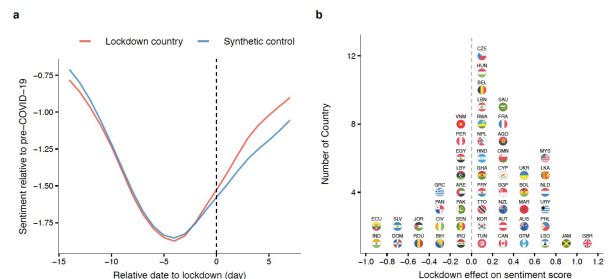 a
Lockdown country
Synthetic control
Sentiment relative to pre−COVID−19
−0.75
−1.00
−1.25
−1.50
−1.75
−15
−10
−5
0
5
Relative date to lockdown (day)
b
Number of Country
12
8
4
CZE
HUN
BEL
LBN SAU
VNM RWA FRA
PER NPL AGO
EGY HND OMN MYS
LBY GHA CYP UKR LKA
GRC ARE PRY SGP BOL NLD
PAN PAK TTO NZL MAR URY
ECU SLV JOR CIV SEN KOR AUT AUS PHL
IND DOM ROU BIH IRQ TUN CAN GTM LSO JAM GBR
−1.0 −0.8 −0.6 −0.4 −0.2 0.0 0.2 0.4 0.6 0.8 1.0 1.2
Lockdown effect on sentiment score